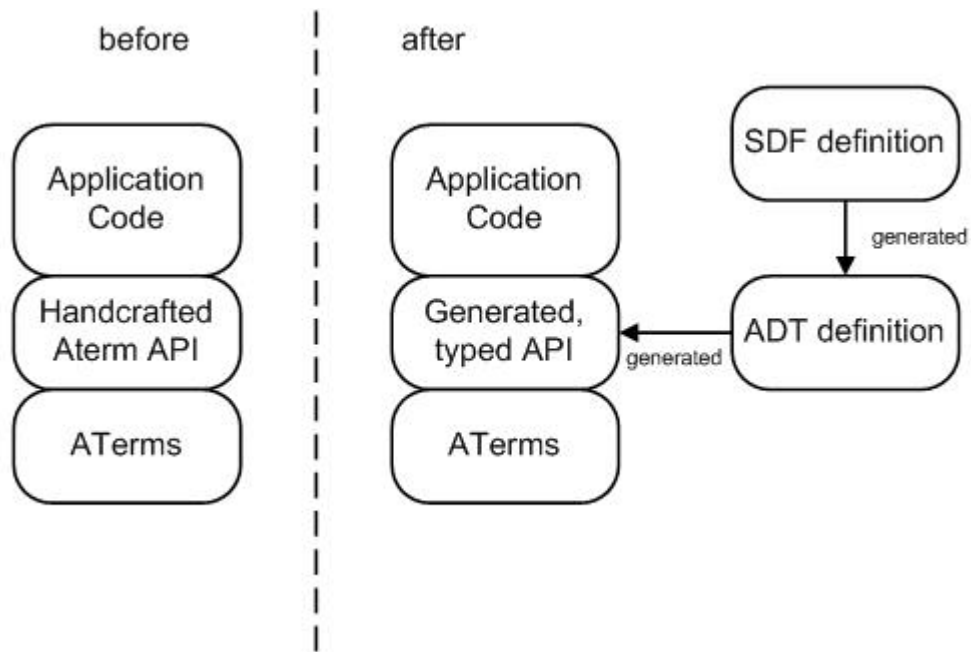 before
after
Application
Code
Handcrafted
Aterm API
ATerms
Application
Code
Generated,
typed API
ATerms
SDF definition
generated
ADT definition
generated